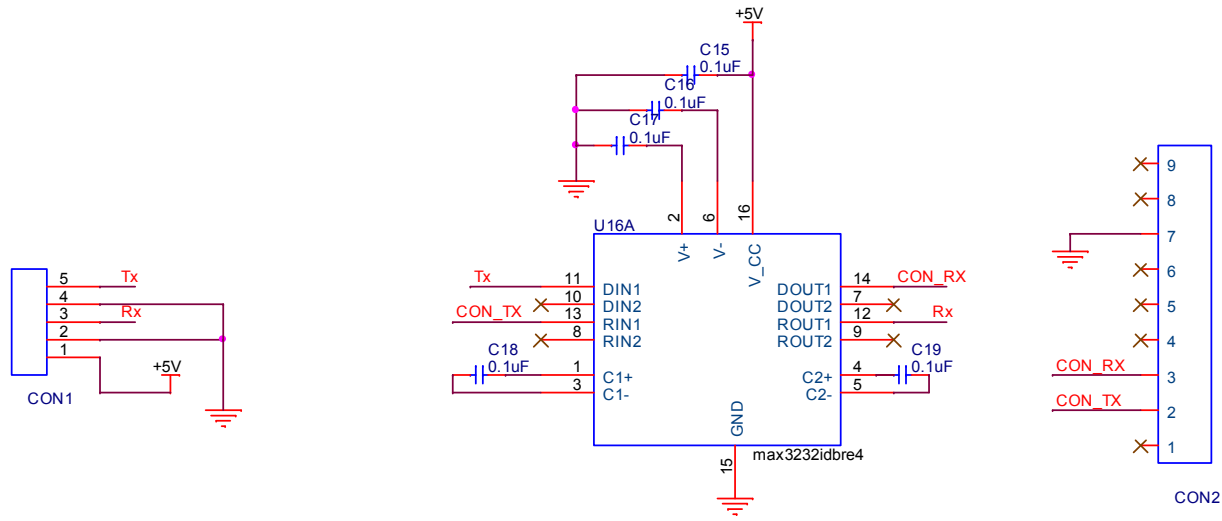 +5V
C15
0.1uF
C16
0.1uF
C17
0.1uF
2
6
16
U16A
V+
V-
V_CC
5
4
3
2
1
Tx
Rx
+5V
CON1
Tx
11
DIN1
10
DIN2
CON_TX
13
RIN1
8
RIN2
C18
0.1uF
1
C1+
3
C1-
DOUT1
14
CON_RX
DOUT2
7
ROUT1
12
Rx
ROUT2
9
C2+
4
C19
0.1uF
C2-
5
GND
15
max3232idbre4
9
8
7
6
5
4
CON_RX
3
CON_TX
2
1
CON2